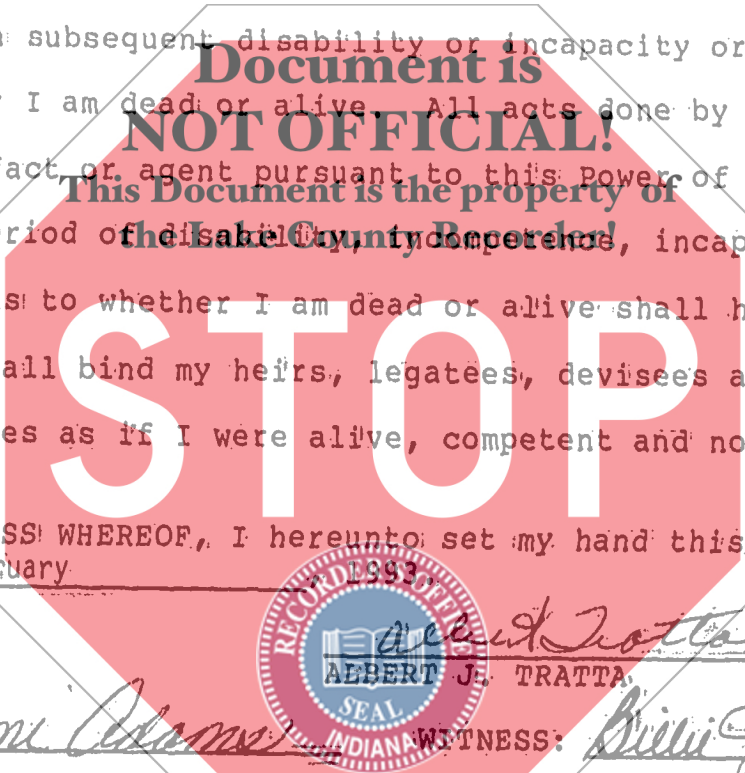 subsequent disability or incapacity or
Document is
I am dead or alive. All acts done by
NOT OFFICIAL!
fact or agent pursuant to this Power of
This Document is the property of
riod of disability, incompetence, incap
the Lake County Recorder!
s to whether I am dead or alive shall h
STOP
all bind my heirs, legatees, devisees a
es as if I were alive, competent and no
SS WHEREOF, I hereunto set my hand this
uary , 1993.
RECORDER'S OFFICE
Albert J Tratta
ALBERT J. TRATTA
SEAL
INDIANA
Adams WITNESS: Billie